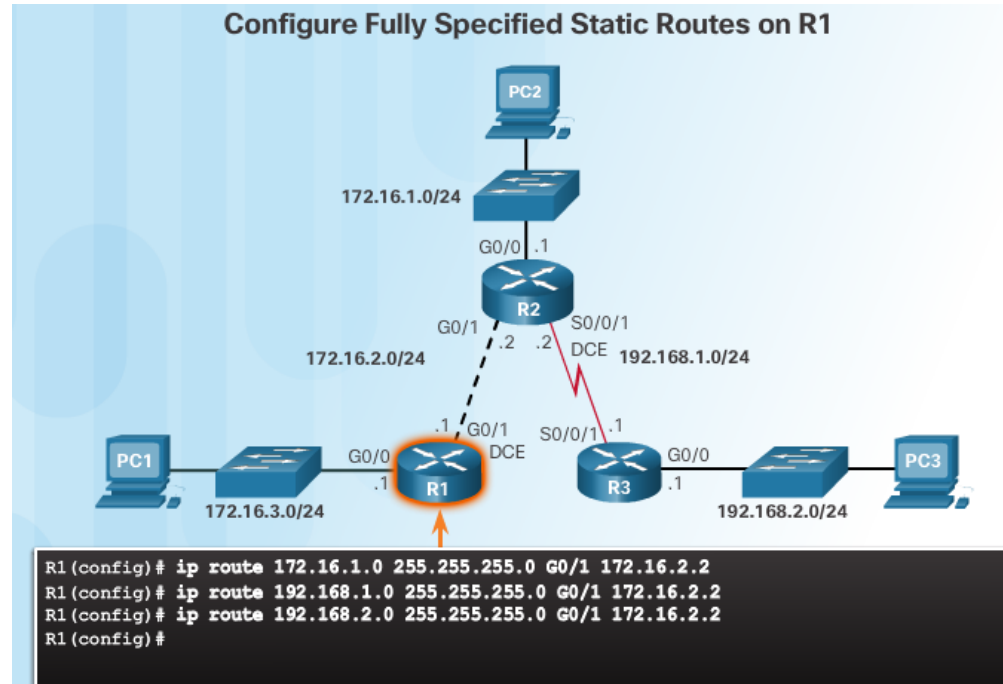 Configure Fully Specified Static Routes on R1
PC2
172.16.1.0/24
G0/0 .1
R2
G0/1 S0/0/1
.2 .2 DCE
172.16.2.0/24 192.168.1.0/24
.1 G0/1 S0/0/1 .1
DCE
PC1 G0/0 R1 R3 G0/0 PC3
.1 .1
172.16.3.0/24 192.168.2.0/24
R1(config)# ip route 172.16.1.0 255.255.255.0 G0/1 172.16.2.2
R1(config)# ip route 192.168.1.0 255.255.255.0 G0/1 172.16.2.2
R1(config)# ip route 192.168.2.0 255.255.255.0 G0/1 172.16.2.2
R1(config)#